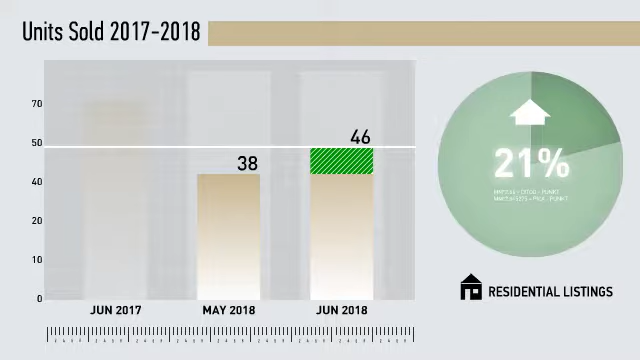 Units Sold 2017-2018
70
50
40
20
10
0
38
46
JUN 2017
MAY 2018
JUN 2018
21%
RESIDENTIAL LISTINGS